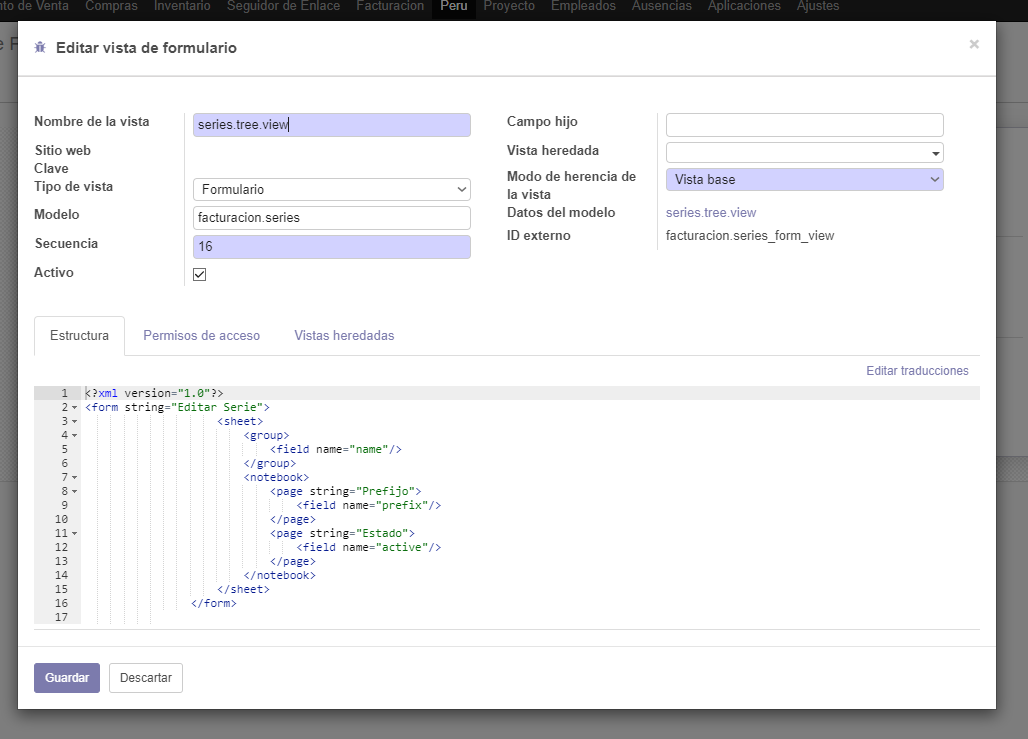 nto de Venta Compras Inventario Seguidor de Enlace Facturacion Peru Proyecto Empleados Ausencias Aplicaciones Ajustes
Editar vista de formulario ×
Nombre de la vista series.tree.view
Sitio web
Clave
Tipo de vista Formulario
Modelo facturacion.series
Secuencia 16
Activo
Campo hijo
Vista heredada
Modo de herencia de
la vista Vista base
Datos del modelo series.tree.view
ID externo facturacion.series_form_view
Estructura Permisos de acceso Vistas heredadas
Editar traducciones
1 <?xml version="1.0"?>
2 <form string="Editar Serie">
3 <sheet>
4 <group>
5 <field name="name"/>
6 </group>
7 <notebook>
8 <page string="Prefijo">
9 <field name="prefix"/>
10 </page>
11 <page string="Estado">
12 <field name="active"/>
13 </page>
14 </notebook>
15 </sheet>
16 </form>
17
Guardar Descartar